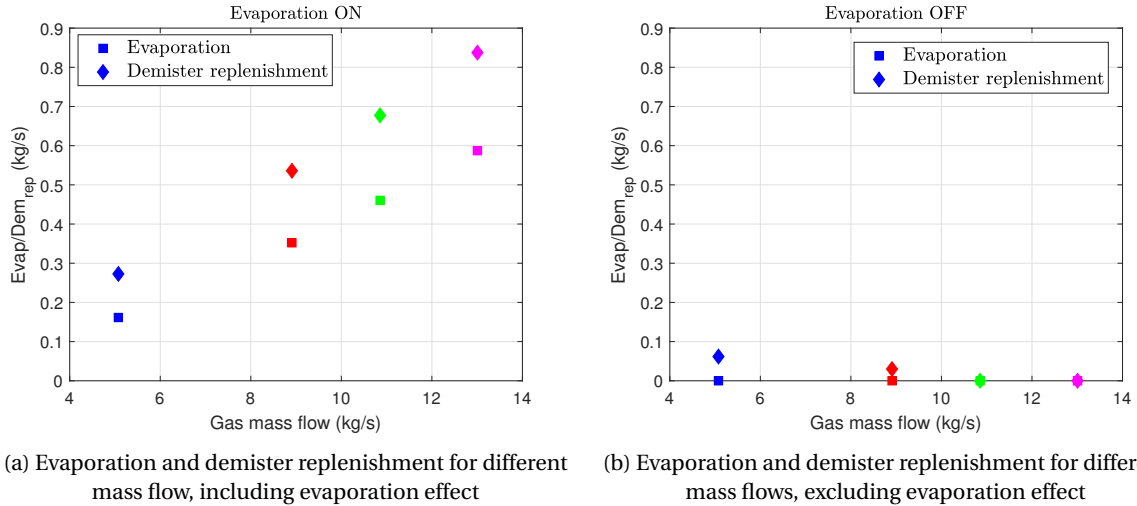 Evaporation ON
0.9
0.8
0.7
0.6
0.5
0.4
0.3
0.2
0.1
0
Evap/Dem_rep (kg/s)
Evaporation
Demister replenishment
4 6 8 10 12 14
Gas mass flow (kg/s)
(a) Evaporation and demister replenishment for different
mass flow, including evaporation effect
Evaporation OFF
0.9
0.8
0.7
0.6
0.5
0.4
0.3
0.2
0.1
0
Evap/Dem_rep (kg/s)
Evaporation
Demister replenishment
4 6 8 10 12 14
Gas mass flow (kg/s)
(b) Evaporation and demister replenishment for differ
mass flows, excluding evaporation effect